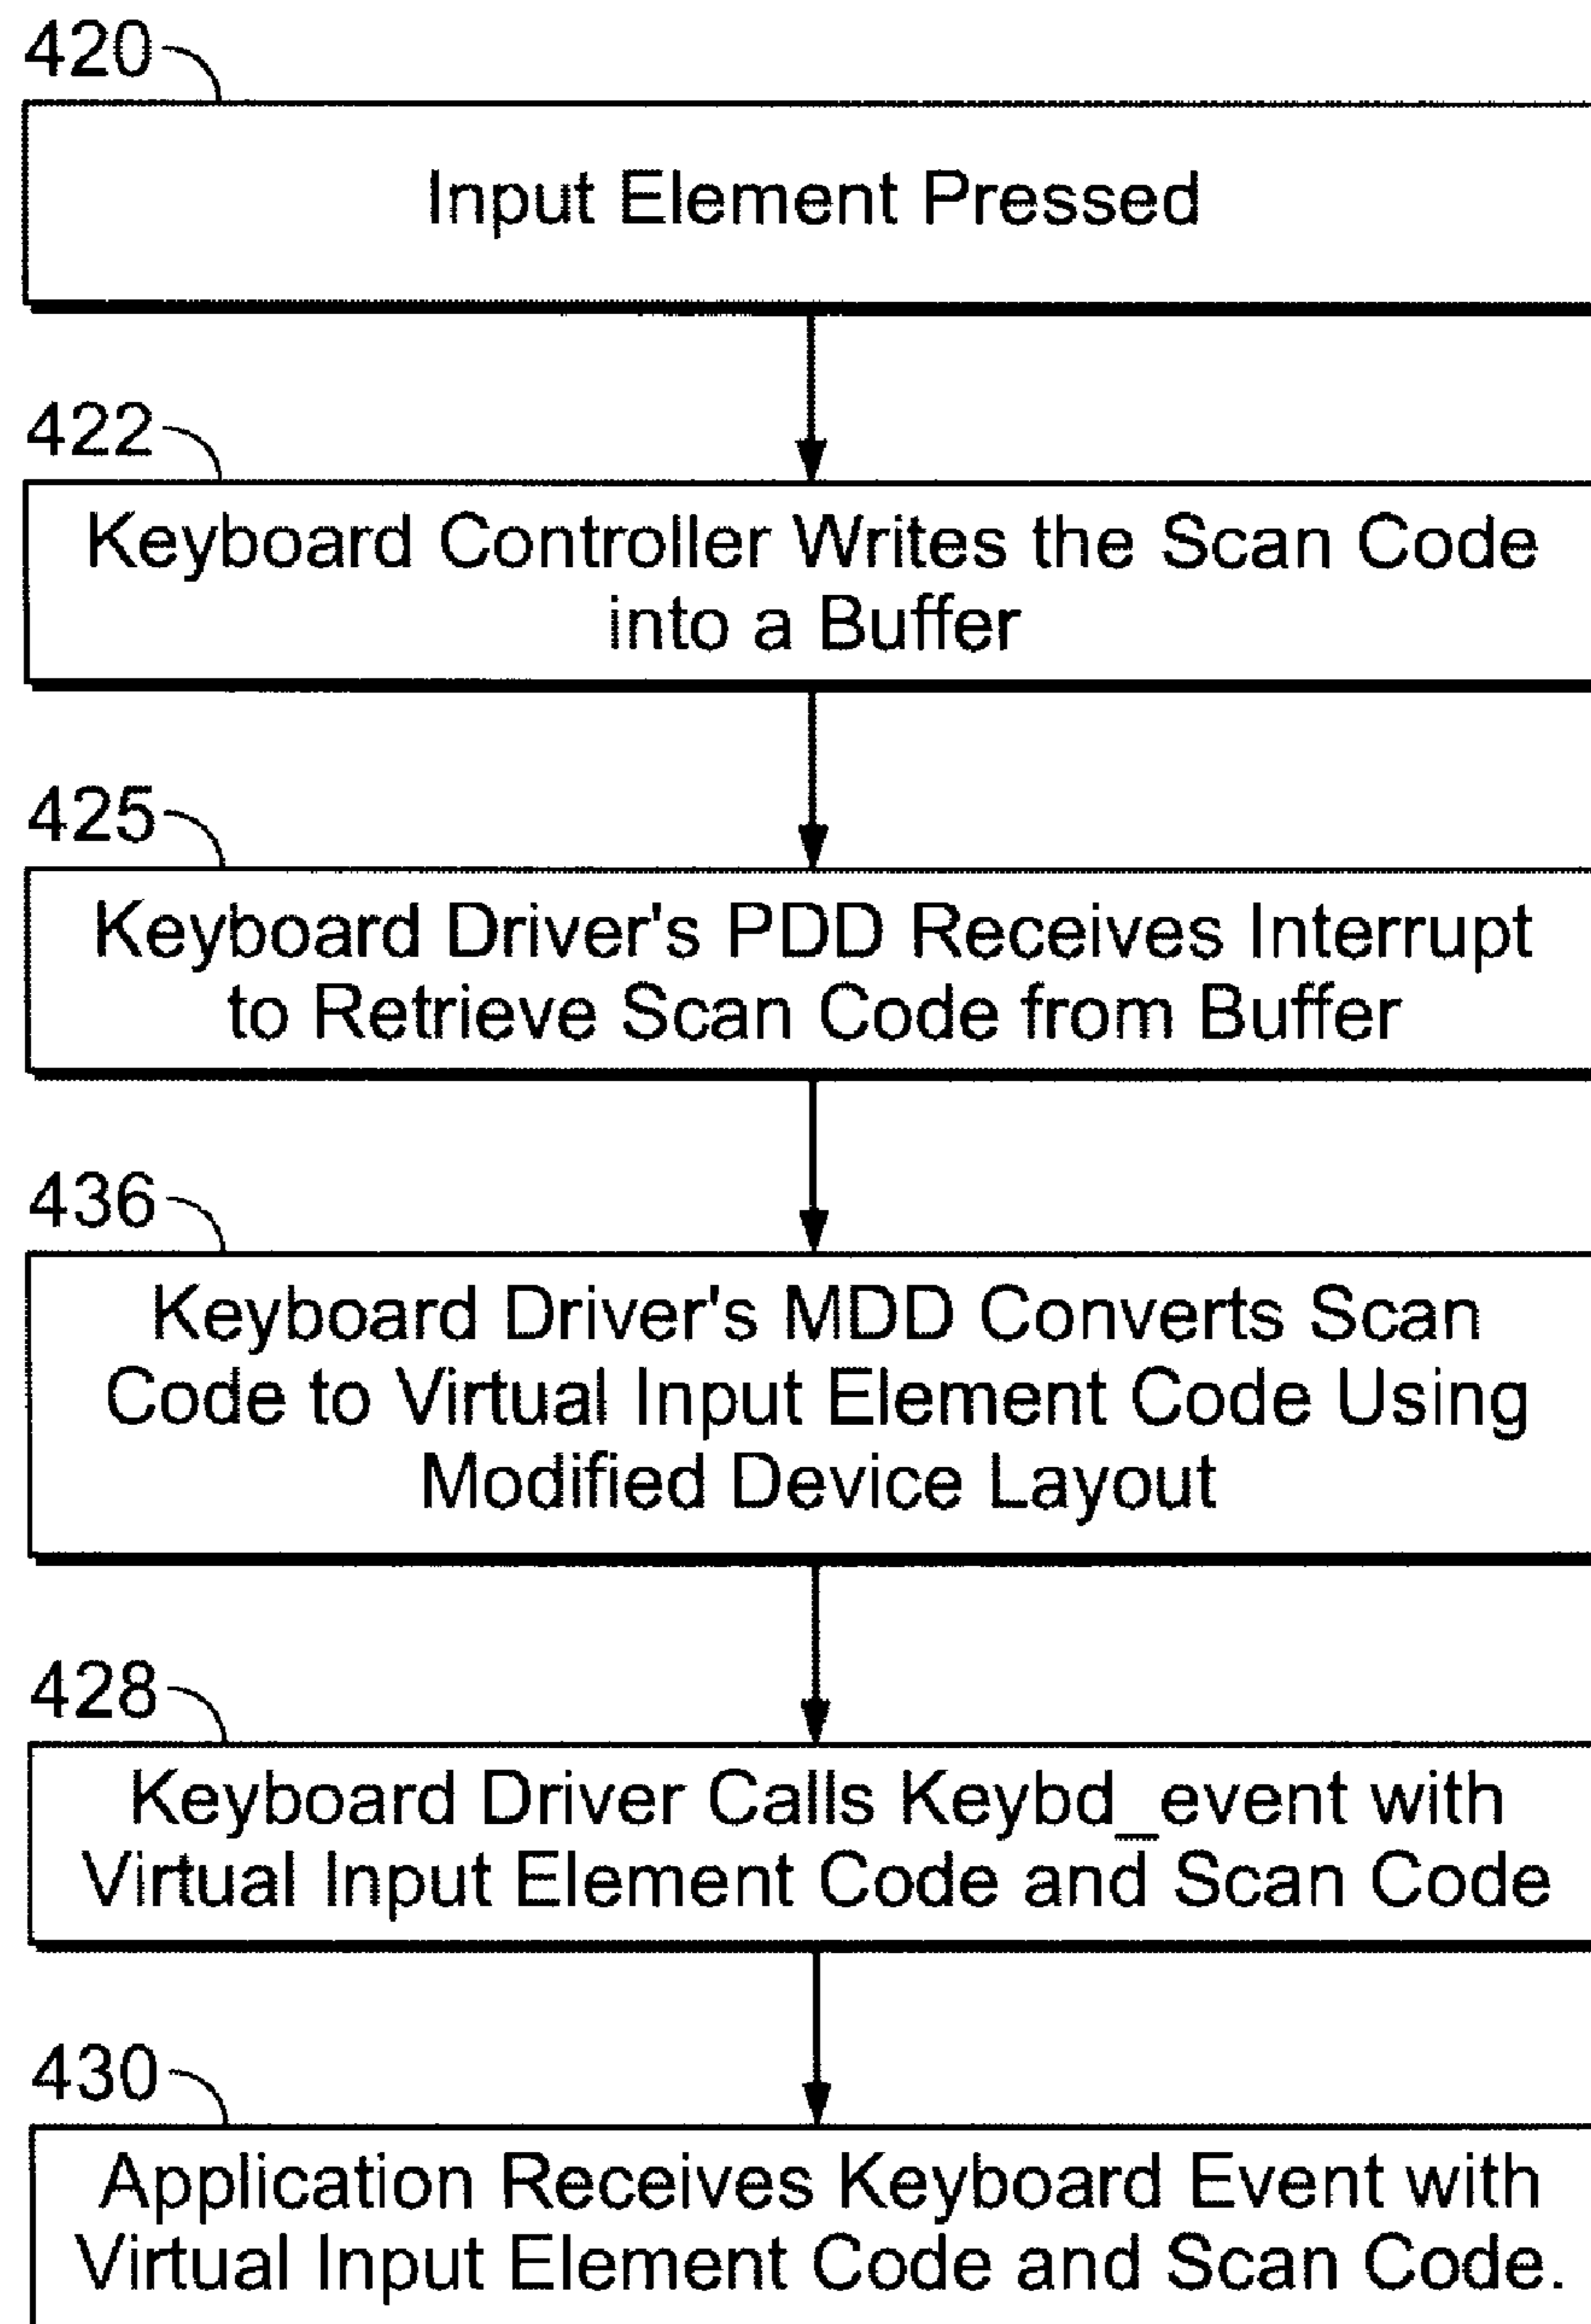 420
Input Element Pressed
422
Keyboard Controller Writes the Scan Code
into a Buffer
425
Keyboard Driver's PDD Receives Interrupt
to Retrieve Scan Code from Buffer
436
Keyboard Driver's MDD Converts Scan
Code to Virtual Input Element Code Using
Modified Device Layout
428
Keyboard Driver Calls Keybd_event with
Virtual Input Element Code and Scan Code
430
Application Receives Keyboard Event with
Virtual Input Element Code and Scan Code.